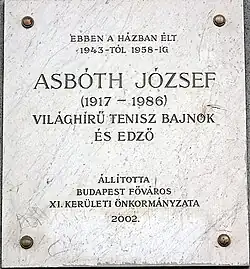 EBBEN A HÁZBAN ÉLT
1943-TÓL 1958-IG
ASBÓTH JÓZSEF
(1917 – 1986)
VILÁGHÍRŰ TENISZ BAJNOK
ÉS EDZŐ
ÁLLÍTOTTA
BUDAPEST FŐVÁROS
XI. KERÜLETI ÖNKORMÁNYZATA
2002.